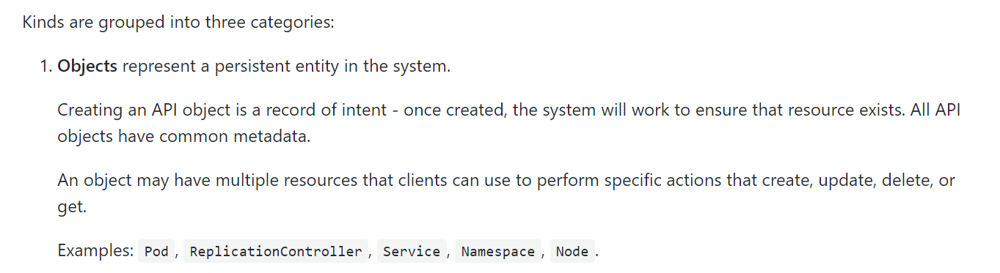 Kinds are grouped into three categories:
1. Objects represent a persistent entity in the system.
Creating an API object is a record of intent - once created, the system will work to ensure that resource exists. All API
objects have common metadata.
An object may have multiple resources that clients can use to perform specific actions that create, update, delete, or
get.
Examples: Pod , ReplicationController , Service , Namespace , Node .